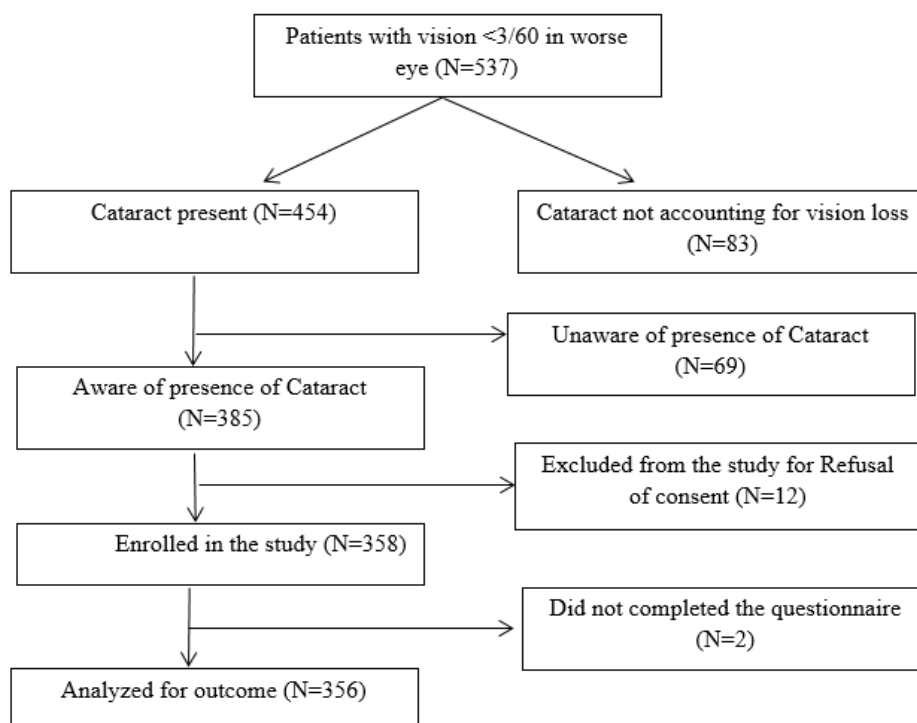 Patients with vision <3/60 in worse
eye (N=537)
Cataract present (N=454)
Cataract not accounting for vision loss
(N=83)
Unaware of presence of Cataract
(N=69)
Aware of presence of Cataract
(N=385)
Excluded from the study for Refusal
of consent (N=12)
Enrolled in the study (N=358)
Did not completed the questionnaire
(N=2)
Analyzed for outcome (N=356)